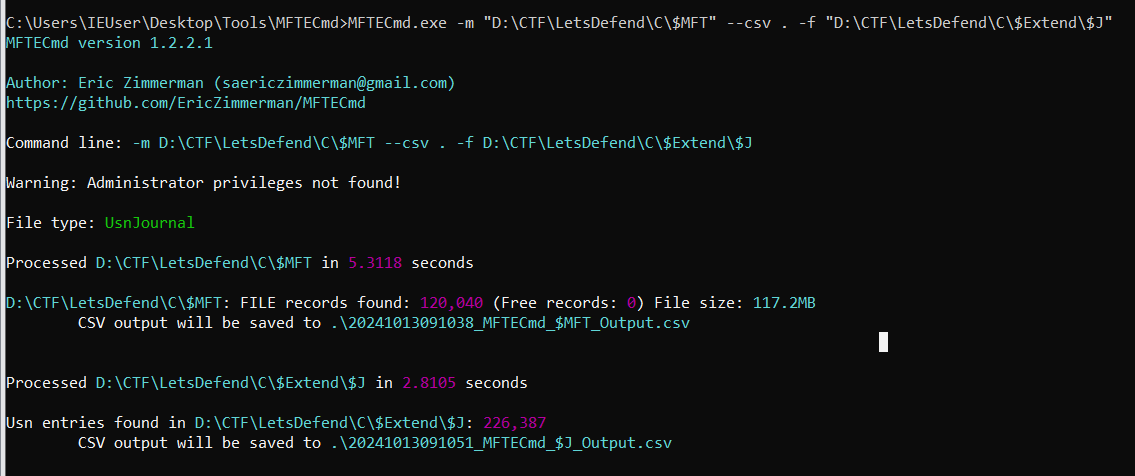 C:\Users\IEUser\Desktop\Tools\MFTECmd>MFTECmd.exe -m "D:\CTF\LetsDefend\C\$MFT" --csv . -f "D:\CTF\LetsDefend\C\$Extend\$J"
MFTECmd version 1.2.2.1
Author: Eric Zimmerman (saericzimmerman@gmail.com)
https://github.com/EricZimmerman/MFTECmd
Command line: -m D:\CTF\LetsDefend\C\$MFT --csv . -f D:\CTF\LetsDefend\C\$Extend\$J
Warning: Administrator privileges not found!
File type: UsnJournal
Processed D:\CTF\LetsDefend\C\$MFT in 5.3118 seconds
D:\CTF\LetsDefend\C\$MFT: FILE records found: 120,040 (Free records: 0) File size: 117.2MB
CSV output will be saved to .\20241013091038_MFTECmd_$MFT_Output.csv
Processed D:\CTF\LetsDefend\C\$Extend\$J in 2.8105 seconds
Usn entries found in D:\CTF\LetsDefend\C\$Extend\$J: 226,387
CSV output will be saved to .\20241013091051_MFTECmd_$J_Output.csv